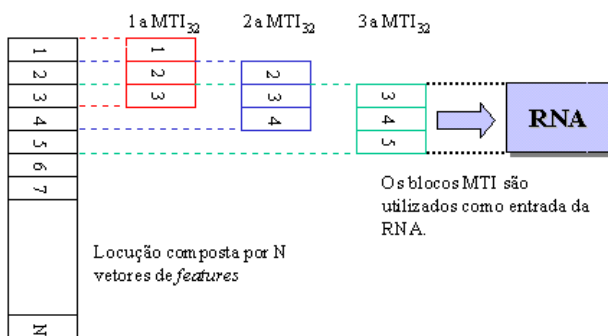 1a MTI32 2a MTI32 3a MTI32
1 1
2 2 2
3 3 3 3
4 4 4
5 5
6
7
N
RNA
Os blocos MTI são
utilizados como entrada da
RNA.
Locução composta por N
vetores de features